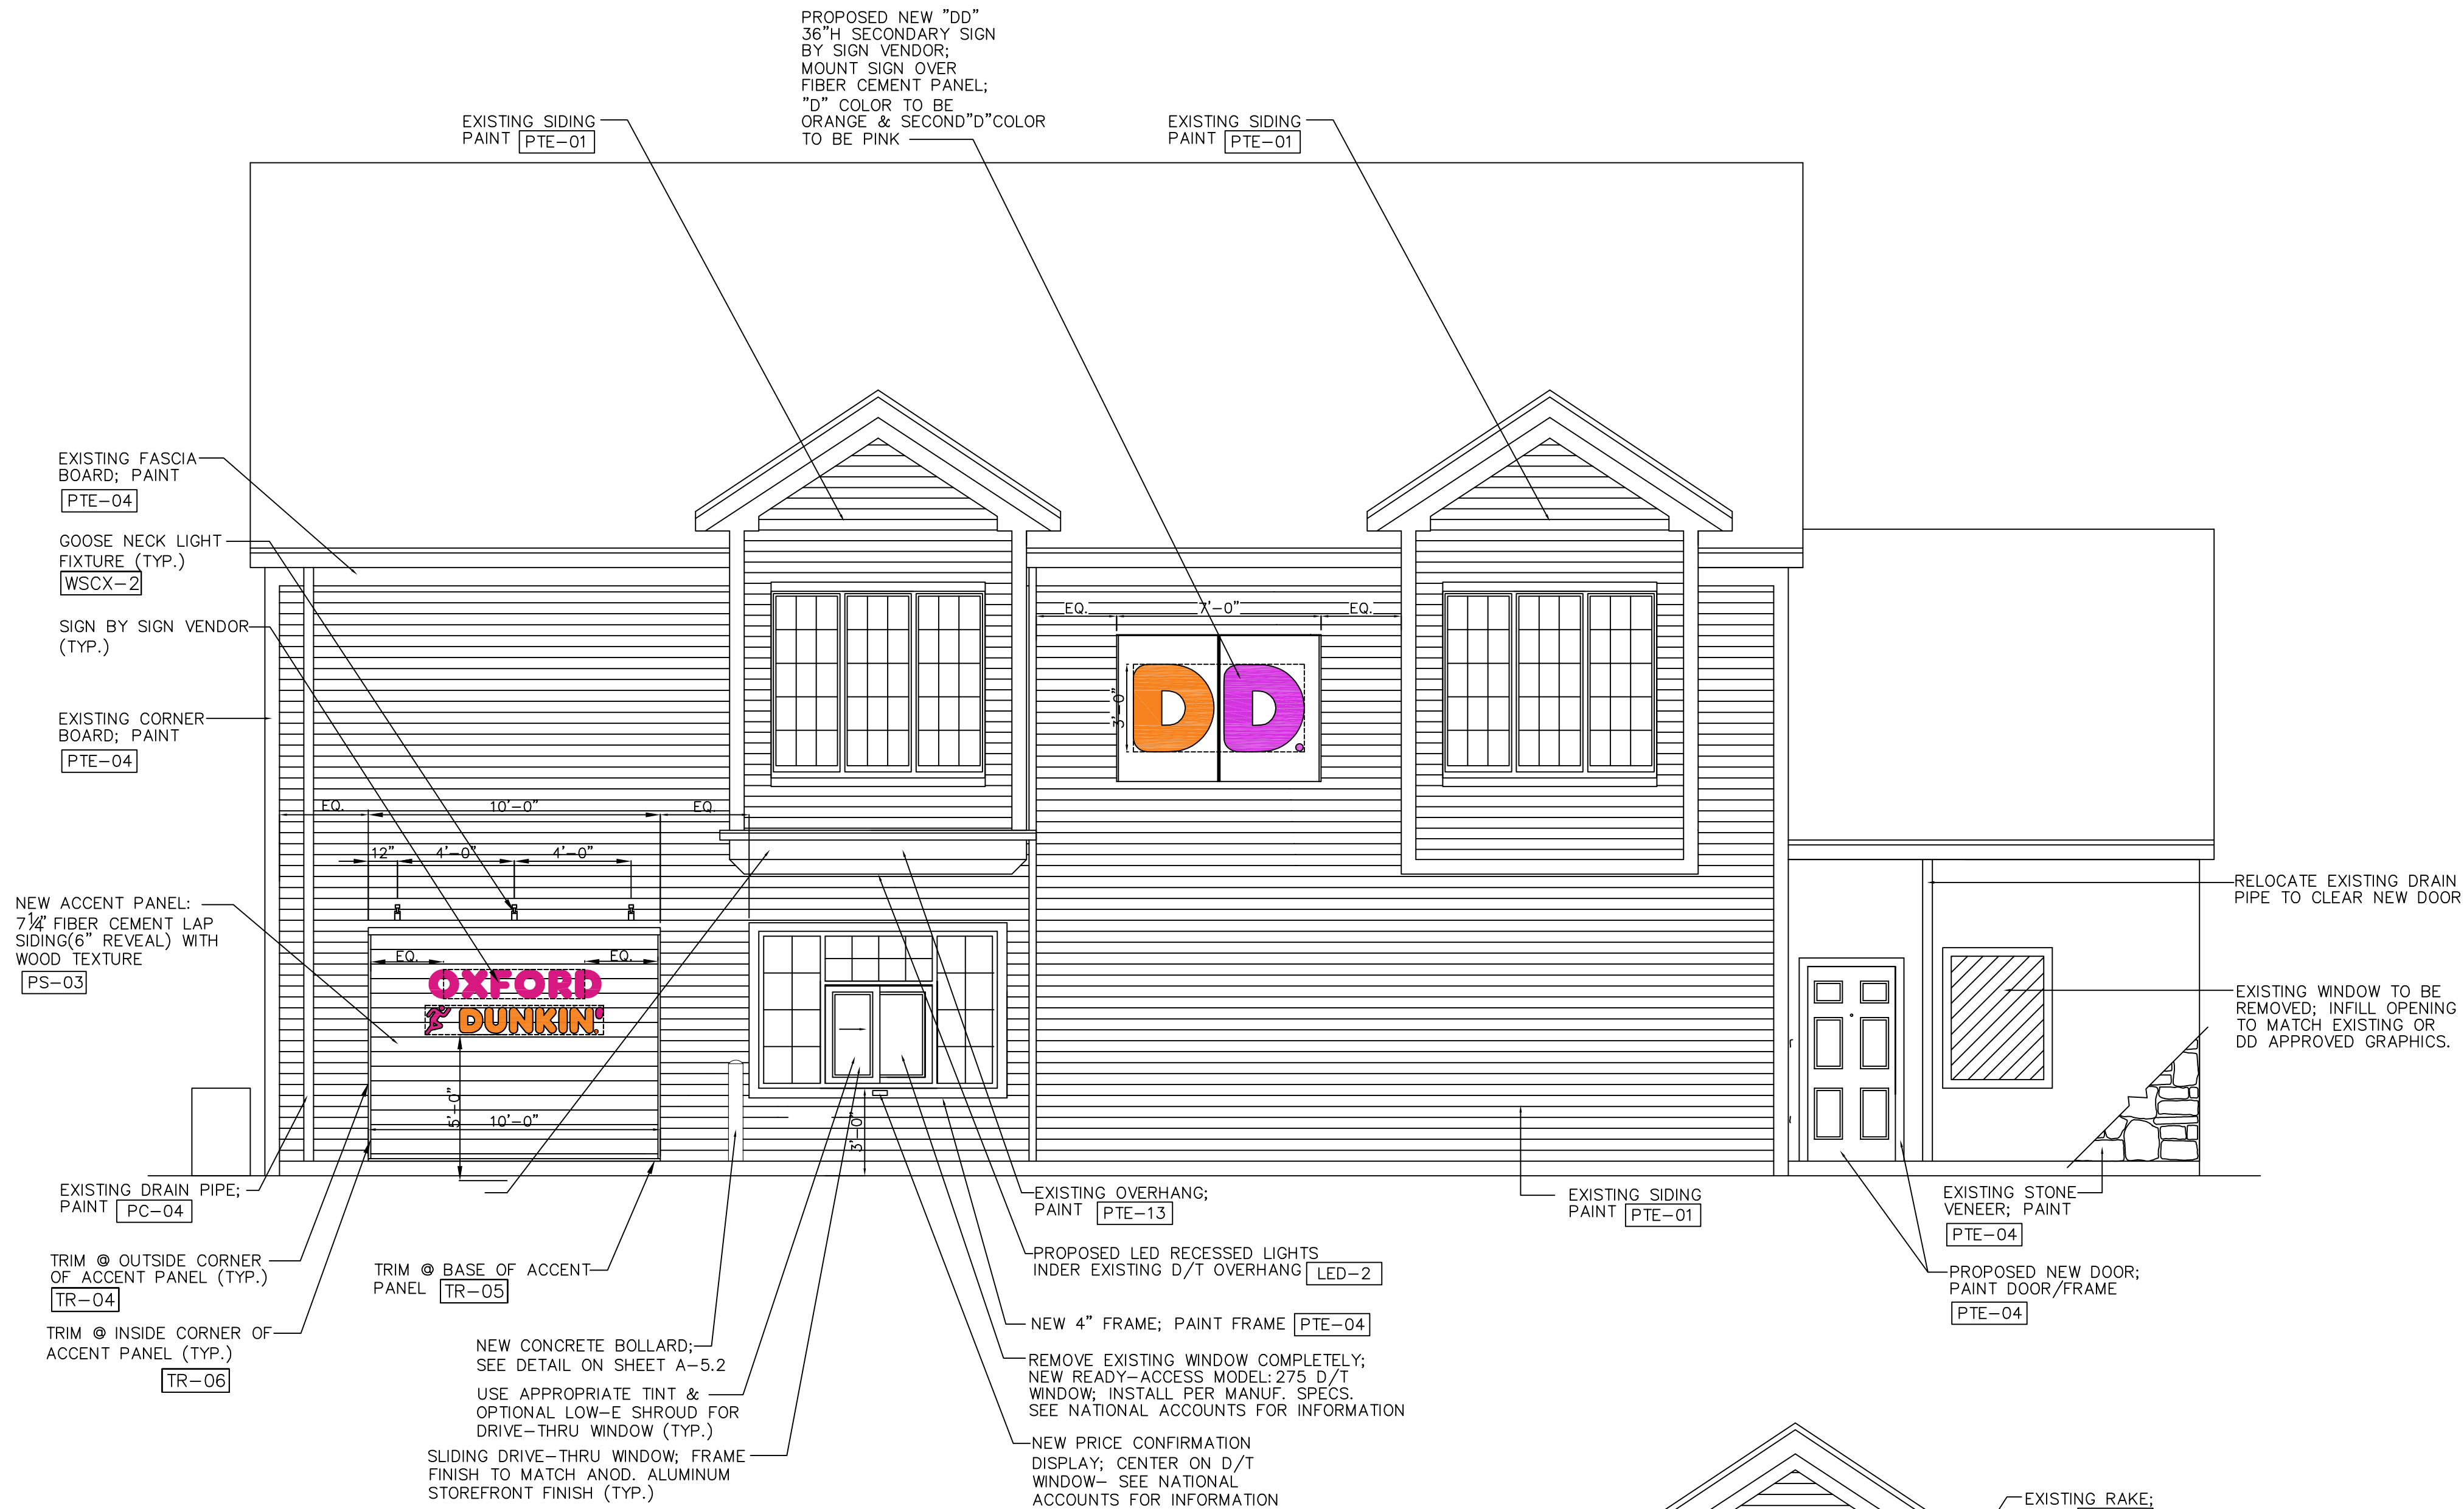 PROPOSED NEW "DD"
36"H SECONDARY SIGN
BY SIGN VENDOR;
MOUNT SIGN OVER
FIBER CEMENT PANEL;
"D" COLOR TO BE
ORANGE & SECOND"D"COLOR
TO BE PINK
EXISTING SIDING
PAINT PTE-01
EXISTING SIDING
PAINT PTE-01
EXISTING FASCIA
BOARD; PAINT
PTE-04
GOOSE NECK LIGHT
FIXTURE (TYP.)
WSCX-2
SIGN BY SIGN VENDOR
(TYP.)
EXISTING CORNER
BOARD; PAINT
PTE-04
NEW ACCENT PANEL:
7 1/4" FIBER CEMENT LAP
SIDING(6" REVEAL) WITH
WOOD TEXTURE
PS-03
EQ. 7'-0" EQ.
3'-0"
DD.
EQ. 10'-0" EQ.
12" 4'-0" 4'-0"
EQ. EQ.
OXFORD
DUNKIN'
5'-0"
10'-0"
3'-0"
RELOCATE EXISTING DRAIN
PIPE TO CLEAR NEW DOOR
EXISTING WINDOW TO BE
REMOVED; INFILL OPENING
TO MATCH EXISTING OR
DD APPROVED GRAPHICS.
EXISTING DRAIN PIPE;
PAINT PC-04
TRIM @ OUTSIDE CORNER
OF ACCENT PANEL (TYP.)
TR-04
TRIM @ INSIDE CORNER OF
ACCENT PANEL (TYP.)
TR-06
TRIM @ BASE OF ACCENT
PANEL TR-05
NEW CONCRETE BOLLARD;
SEE DETAIL ON SHEET A-5.2
USE APPROPRIATE TINT &
OPTIONAL LOW-E SHROUD FOR
DRIVE-THRU WINDOW (TYP.)
SLIDING DRIVE-THRU WINDOW; FRAME
FINISH TO MATCH ANOD. ALUMINUM
STOREFRONT FINISH (TYP.)
EXISTING OVERHANG;
PAINT PTE-13
PROPOSED LED RECESSED LIGHTS
INDER EXISTING D/T OVERHANG LED-2
NEW 4" FRAME; PAINT FRAME PTE-04
REMOVE EXISTING WINDOW COMPLETELY;
NEW READY-ACCESS MODEL: 275 D/T
WINDOW; INSTALL PER MANUF. SPECS.
SEE NATIONAL ACCOUNTS FOR INFORMATION
NEW PRICE CONFIRMATION
DISPLAY; CENTER ON D/T
WINDOW- SEE NATIONAL
ACCOUNTS FOR INFORMATION
EXISTING SIDING
PAINT PTE-01
EXISTING STONE
VENEER; PAINT
PTE-04
PROPOSED NEW DOOR;
PAINT DOOR/FRAME
PTE-04
EXISTING RAKE;